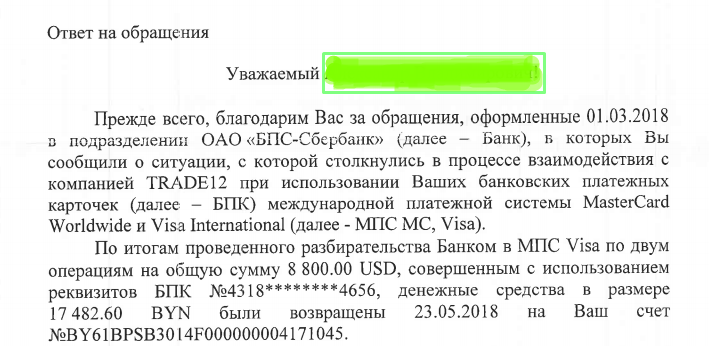 Ответ на обращения
Уважаемый
Прежде всего, благодарим Вас за обращения, оформленные 01.03.2018
в подразделении ОАО «БПС-Сбербанк» (далее – Банк), в которых Вы
сообщили о ситуации, с которой столкнулись в процессе взаимодействия с
компанией TRADE12 при использовании Ваших банковских платежных
карточек (далее – БПК) международной платежной системы MasterCard
Worldwide и Visa International (далее - МПС МС, Visa).
По итогам проведенного разбирательства Банком в МПС Visa по двум
операциям на общую сумму 8 800.00 USD, совершенным с использованием
реквизитов БПК №4318********4656, денежные средства в размере
17 482.60 BYN были возвращены 23.05.2018 на Ваш счет
№BY61BPSB3014F000000004171045.